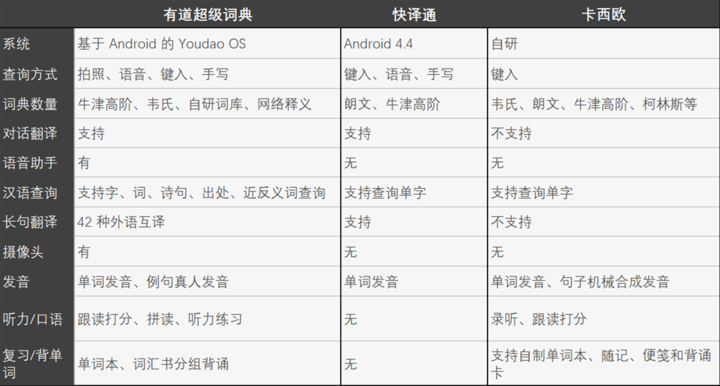 有道超级词典 快译通 卡西欧
系统 基于 Android 的 Youdao OS Android 4.4 自研
查询方式 拍照、语音、键入、手写 键入、语音、手写 键入
词典数量 牛津高阶、韦氏、自研词库、网络释义 朗文、牛津高阶 韦氏、朗文、牛津高阶、柯林斯等
对话翻译 支持 支持 不支持
语音助手 有 无 无
汉语查询 支持字、词、诗句、出处、近反义词查询 支持查询单字 支持查询单字
长句翻译 42 种外语互译 支持 不支持
摄像头 有 无 无
发音 单词发音、例句真人发音 单词发音 单词发音、句子机械合成发音
听力/口语 跟读打分、拼读、听力练习 无 录听、跟读打分
复习/背单词 单词本、词汇书分组背诵 无 支持自制单词本、随记、便笺和背诵卡